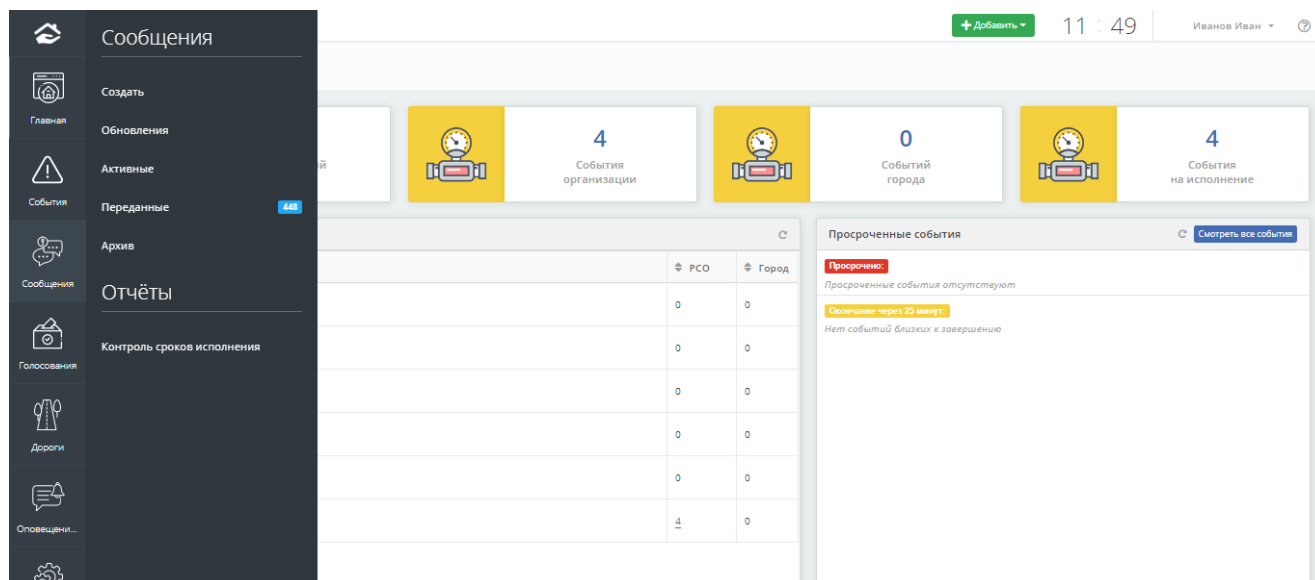 Главная
События
Сообщения
Голосования
Дороги
Оповещени...
Сообщения
Создать
Обновления
Активные
Переданные 448
Архив
Отчёты
Контроль сроков исполнения
+ Добавить
11 : 49
Иванов Иван
?
й
4
События
организации
0
Событий
города
4
События
на исполнение
РСО Город
0 0
0 0
0 0
0 0
0 0
4 0
Просроченные события
Смотреть все события
Просрочено:
Просроченные события отсутствуют
Окончание через 25 минут:
Нет событий близких к завершению